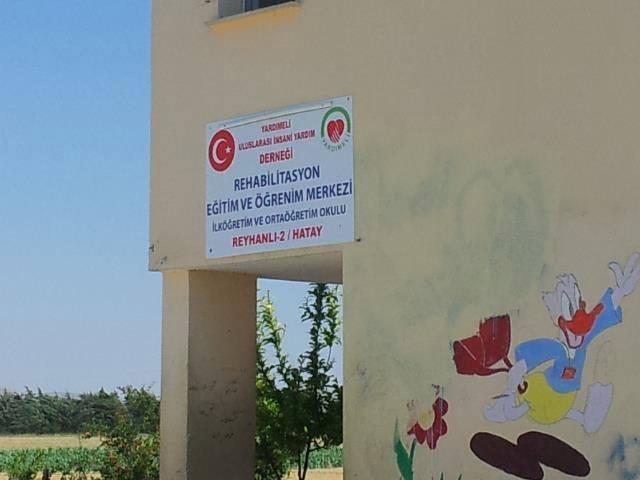 YARDIMELİ
ULUSLARASI İNSANİ YARDIM
DERNEĞİ
YARDIMELİ
REHABİLİTASYON
EĞİTİM VE ÖĞRENİM MERKEZİ
İLKÖĞRETİM VE ORTAÖĞRETİM OKULU
REYHANLI-2 / HATAY